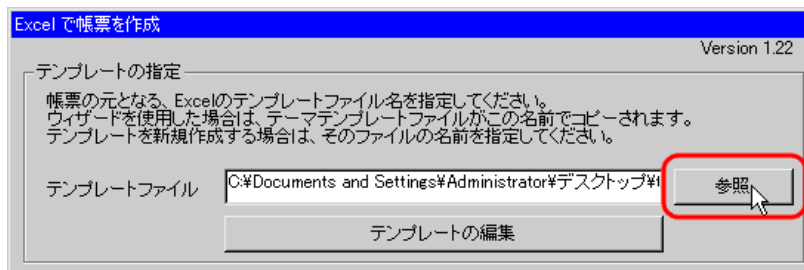 Excel で帳票を作成
Version 1.22
テンプレートの指定
帳票の元となる、Excelのテンプレートファイル名を指定してください。
ウィザードを使用した場合は、テーマテンプレートファイルがこの名前でコピーされます。
テンプレートを新規作成する場合は、そのファイルの名前を指定してください。
テンプレートファイル C:¥Documents and Settings¥Administrator¥デスクトップ¥t 参照
テンプレートの編集